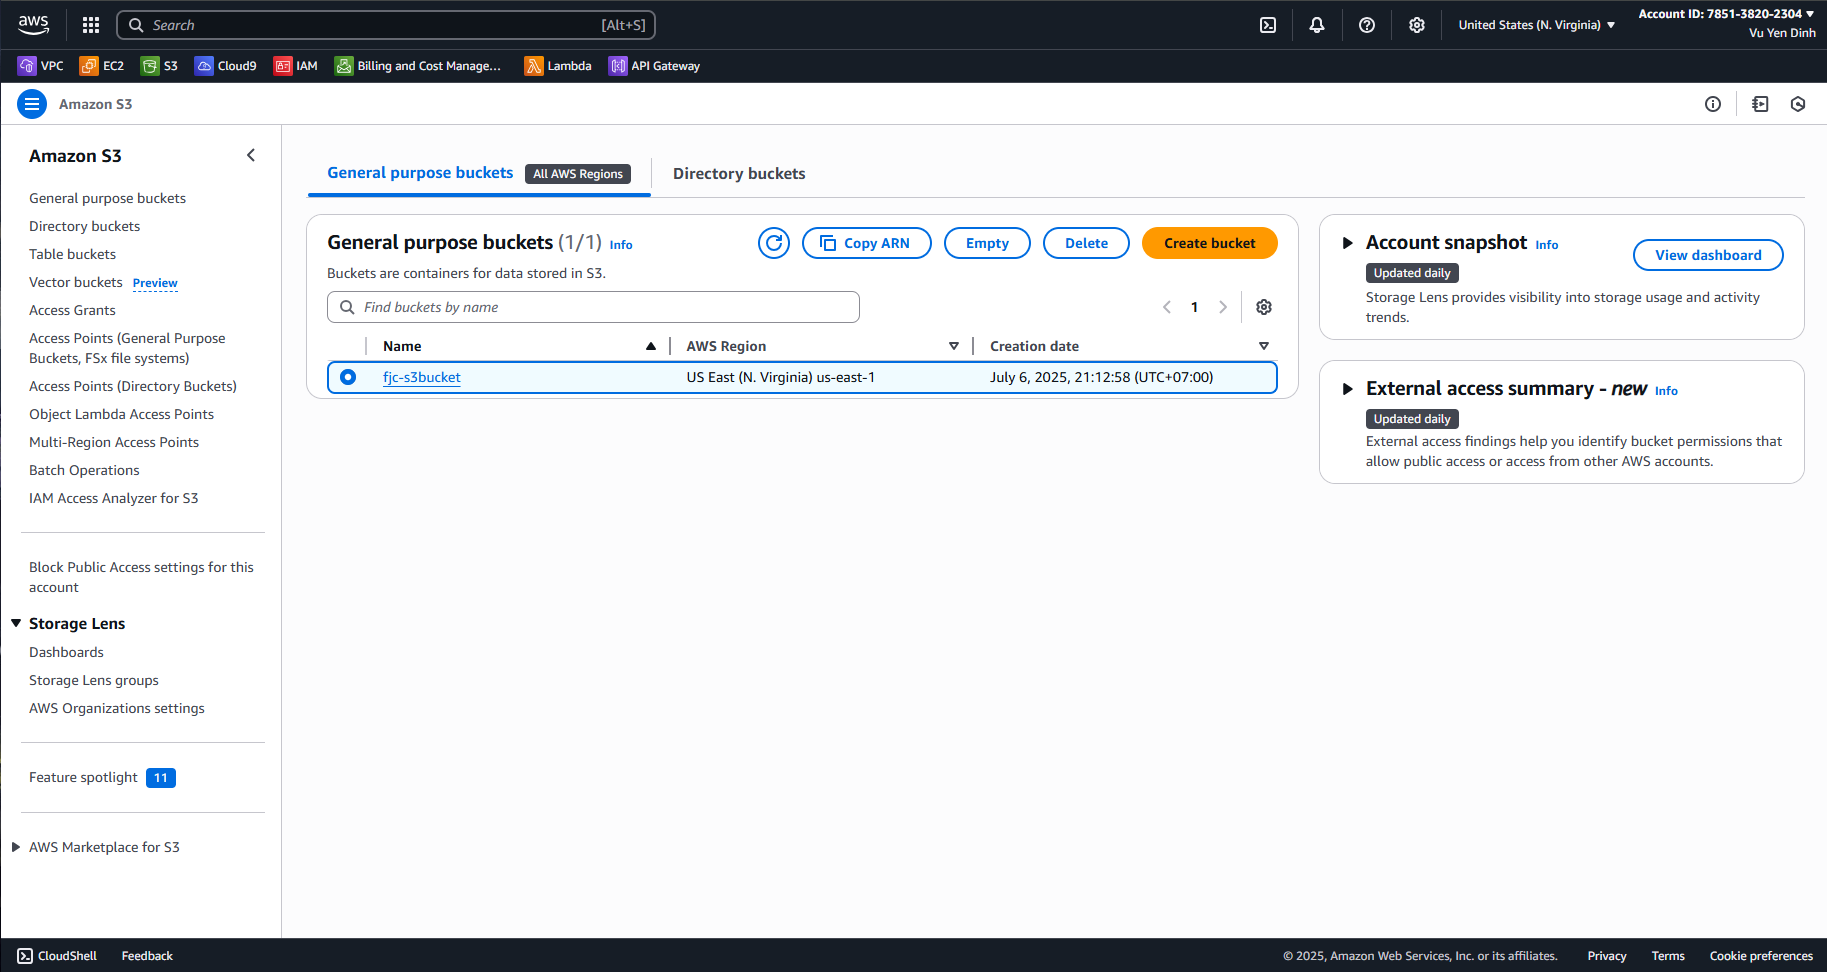 aws
Search [Alt+S]
United States (N. Virginia) ▼
Account ID: 7851-3820-2304 ▼
Vu Yen Dinh
VPC EC2 S3 Cloud9 IAM Billing and Cost Manage... Lambda API Gateway
Amazon S3
Amazon S3
General purpose buckets
Directory buckets
Table buckets
Vector buckets Preview
Access Grants
Access Points (General Purpose
Buckets, FSx file systems)
Access Points (Directory Buckets)
Object Lambda Access Points
Multi-Region Access Points
Batch Operations
IAM Access Analyzer for S3
Block Public Access settings for this
account
Storage Lens
Dashboards
Storage Lens groups
AWS Organizations settings
Feature spotlight 11
AWS Marketplace for S3
General purpose buckets All AWS Regions Directory buckets
General purpose buckets (1/1) Info
Copy ARN Empty Delete Create bucket
Buckets are containers for data stored in S3.
Find buckets by name
1
Name AWS Region Creation date
fjc-s3bucket US East (N. Virginia) us-east-1 July 6, 2025, 21:12:58 (UTC+07:00)
Account snapshot Info
View dashboard
Updated daily
Storage Lens provides visibility into storage usage and activity
trends.
External access summary - new Info
Updated daily
External access findings help you identify bucket permissions that
allow public access or access from other AWS accounts.
CloudShell Feedback
© 2025, Amazon Web Services, Inc. or its affiliates. Privacy Terms Cookie preferences